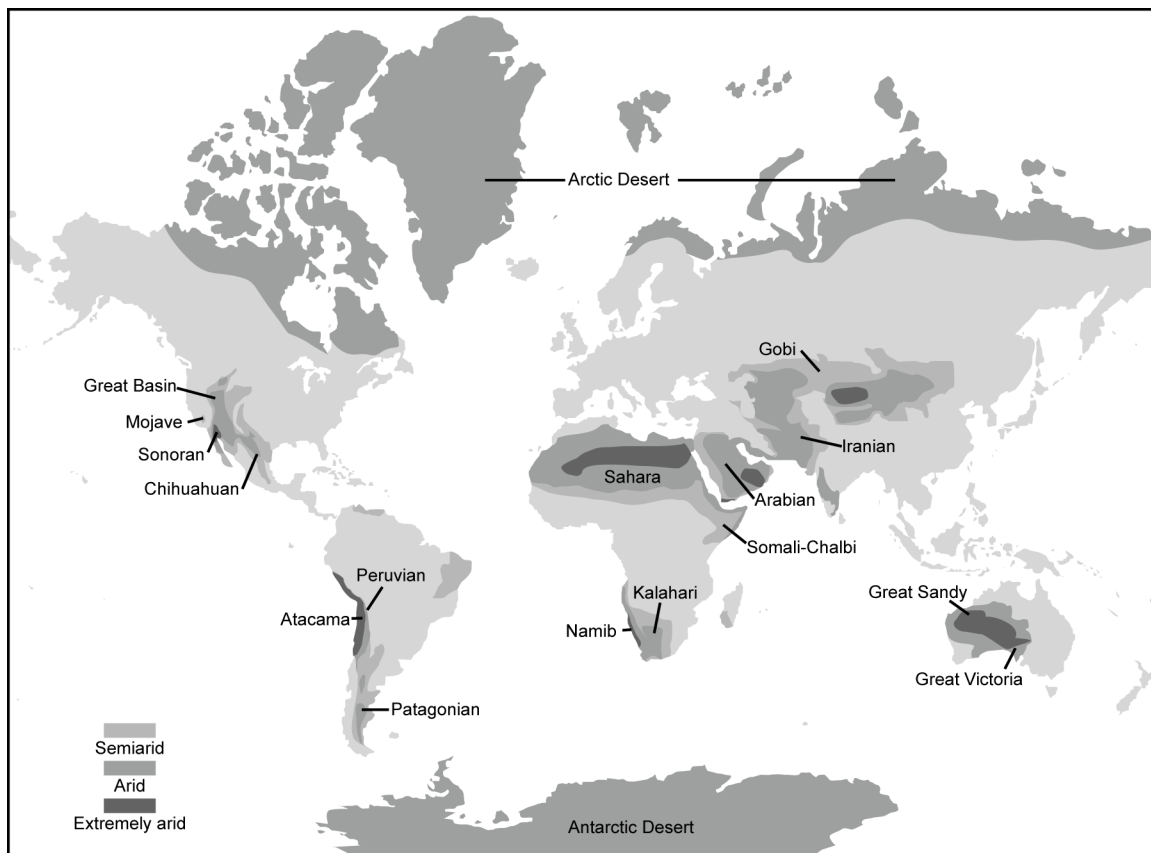 Arctic Desert
Gobi
Great Basin
Mojave
Iranian
Sonoran
Sahara
Chihuahuan
Arabian
Somali-Chalbi
Peruvian
Kalahari
Great Sandy
Atacama
Namib
Great Victoria
Patagonian
Semiarid
Arid
Extremely arid
Antarctic Desert